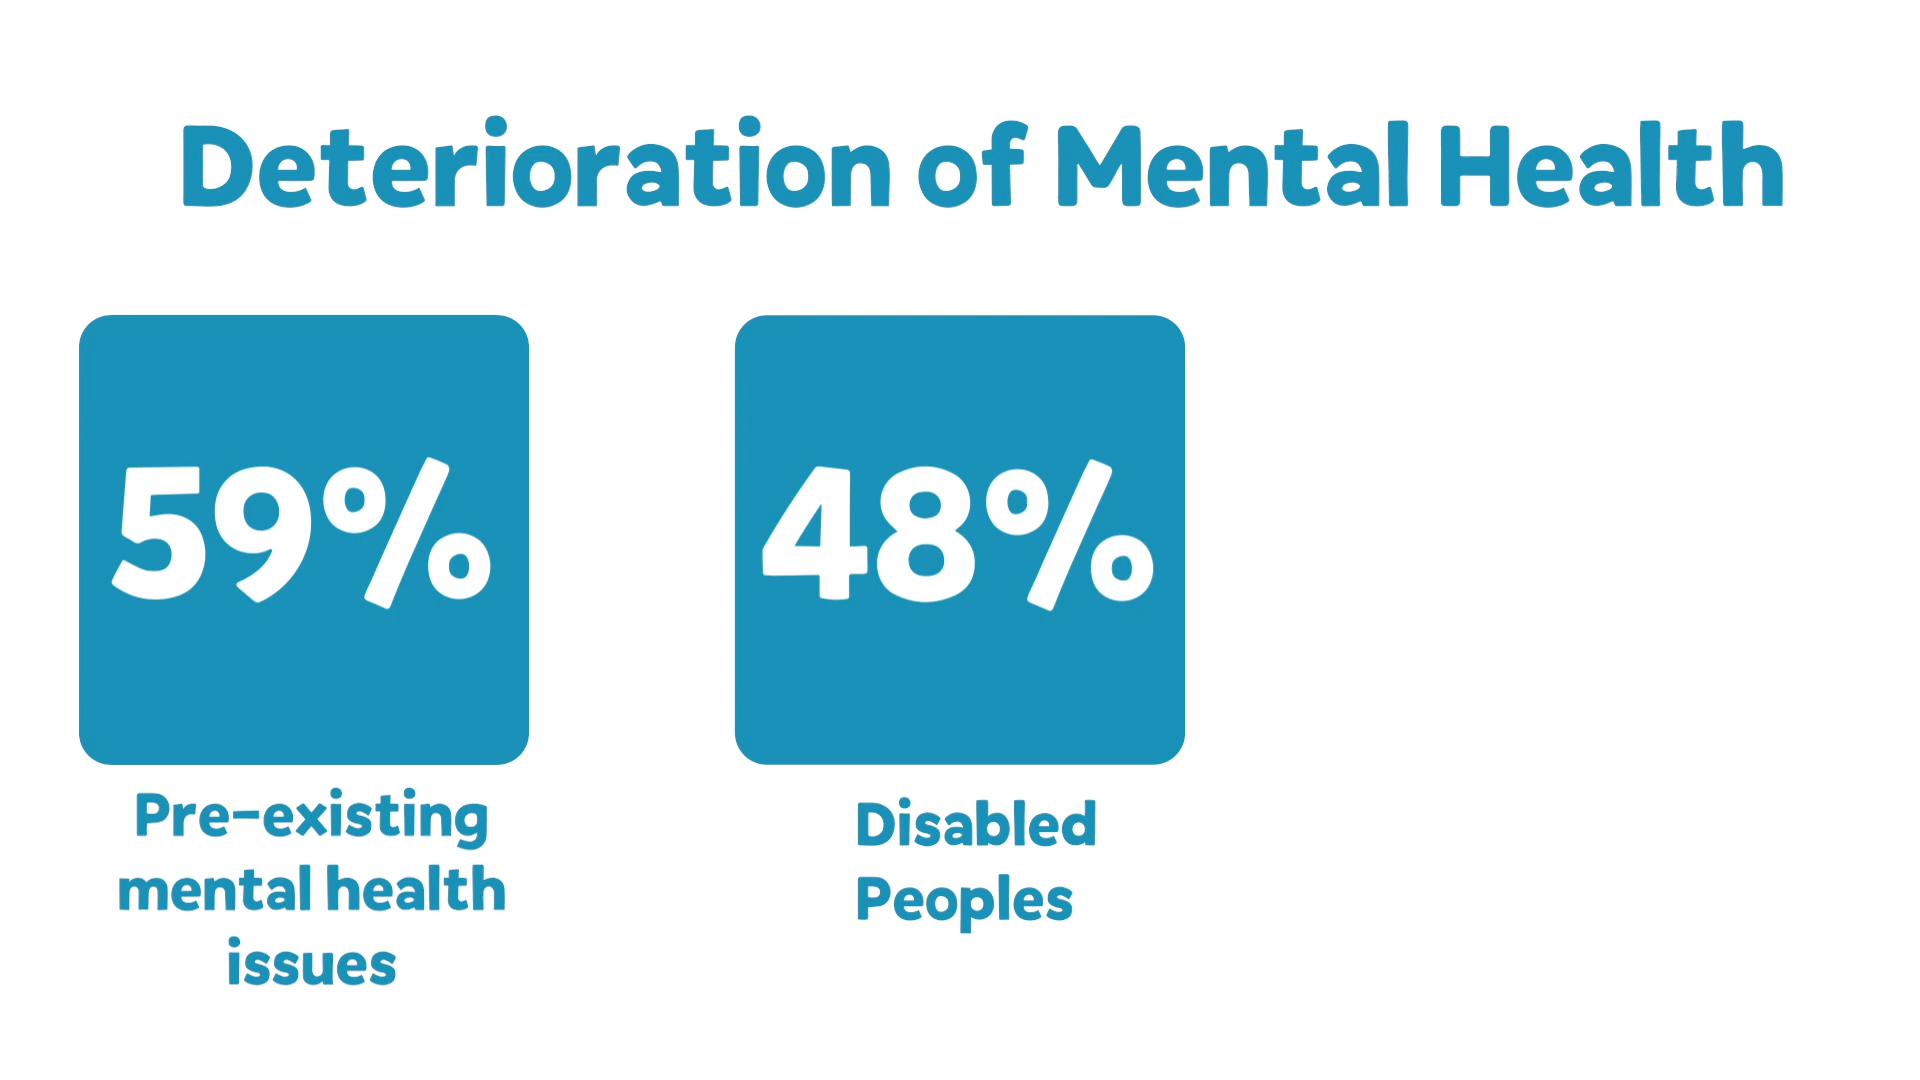 Deterioration of Mental Health
59%
Pre-existing
mental health
issues
48%
Disabled
Peoples